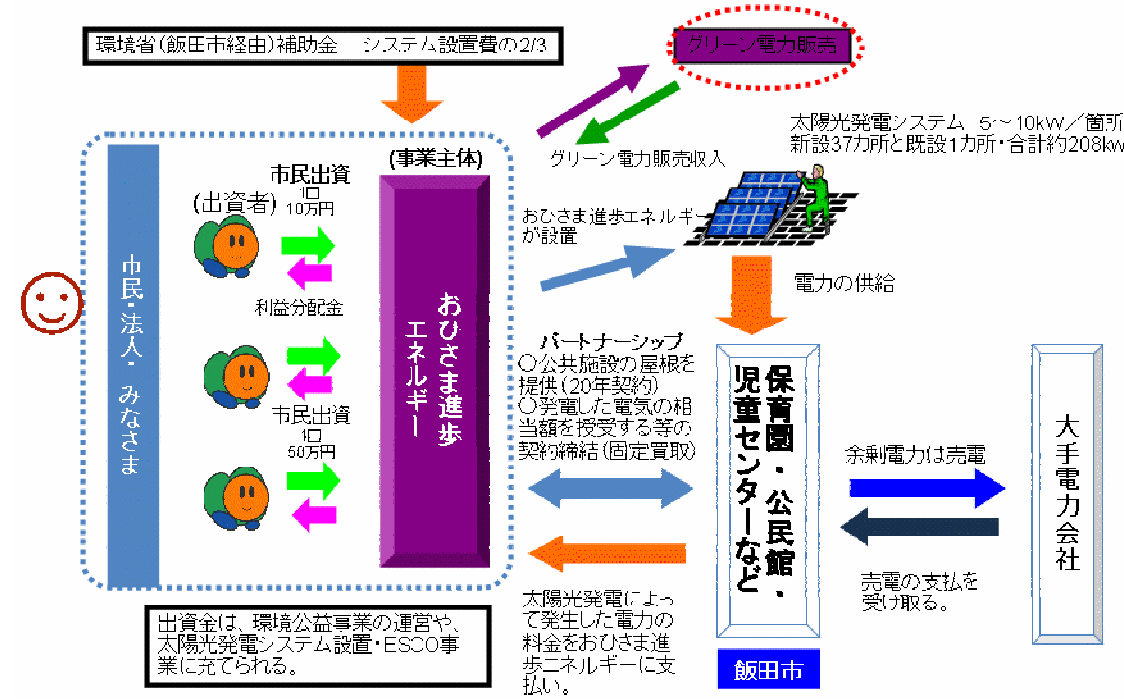 環境省(飯田市経由)補助金　システム設置費の2/3
グリーン電力販売
グリーン電力販売収入
太陽光発電システム　5～10kW／箇所
新設37カ所と既設1カ所・合計約208kw
(事業主体)
市民出資
1口
10万円
(出資者)
利益分配金
市民出資
1口
50万円
市民・法人・みなさま
おひさま進歩
エネルギー
おひさま進歩エネルギー
が設置
電力の供給
パートナーシップ
○公共施設の屋根を
提供(20年契約)
○発電した電気の相
当額を授受する等の
契約締結(固定買取)
保育園・公民館・
児童センターなど
飯田市
余剰電力は売電
売電の支払を
受け取る。
大手電力会社
太陽光発電によっ
て発生した電力の
料金をおひさま進
歩エネルギーに支
払い。
出資金は、環境公益事業の運営や、
太陽光発電システム設置・ESCO事
業に充てられる。